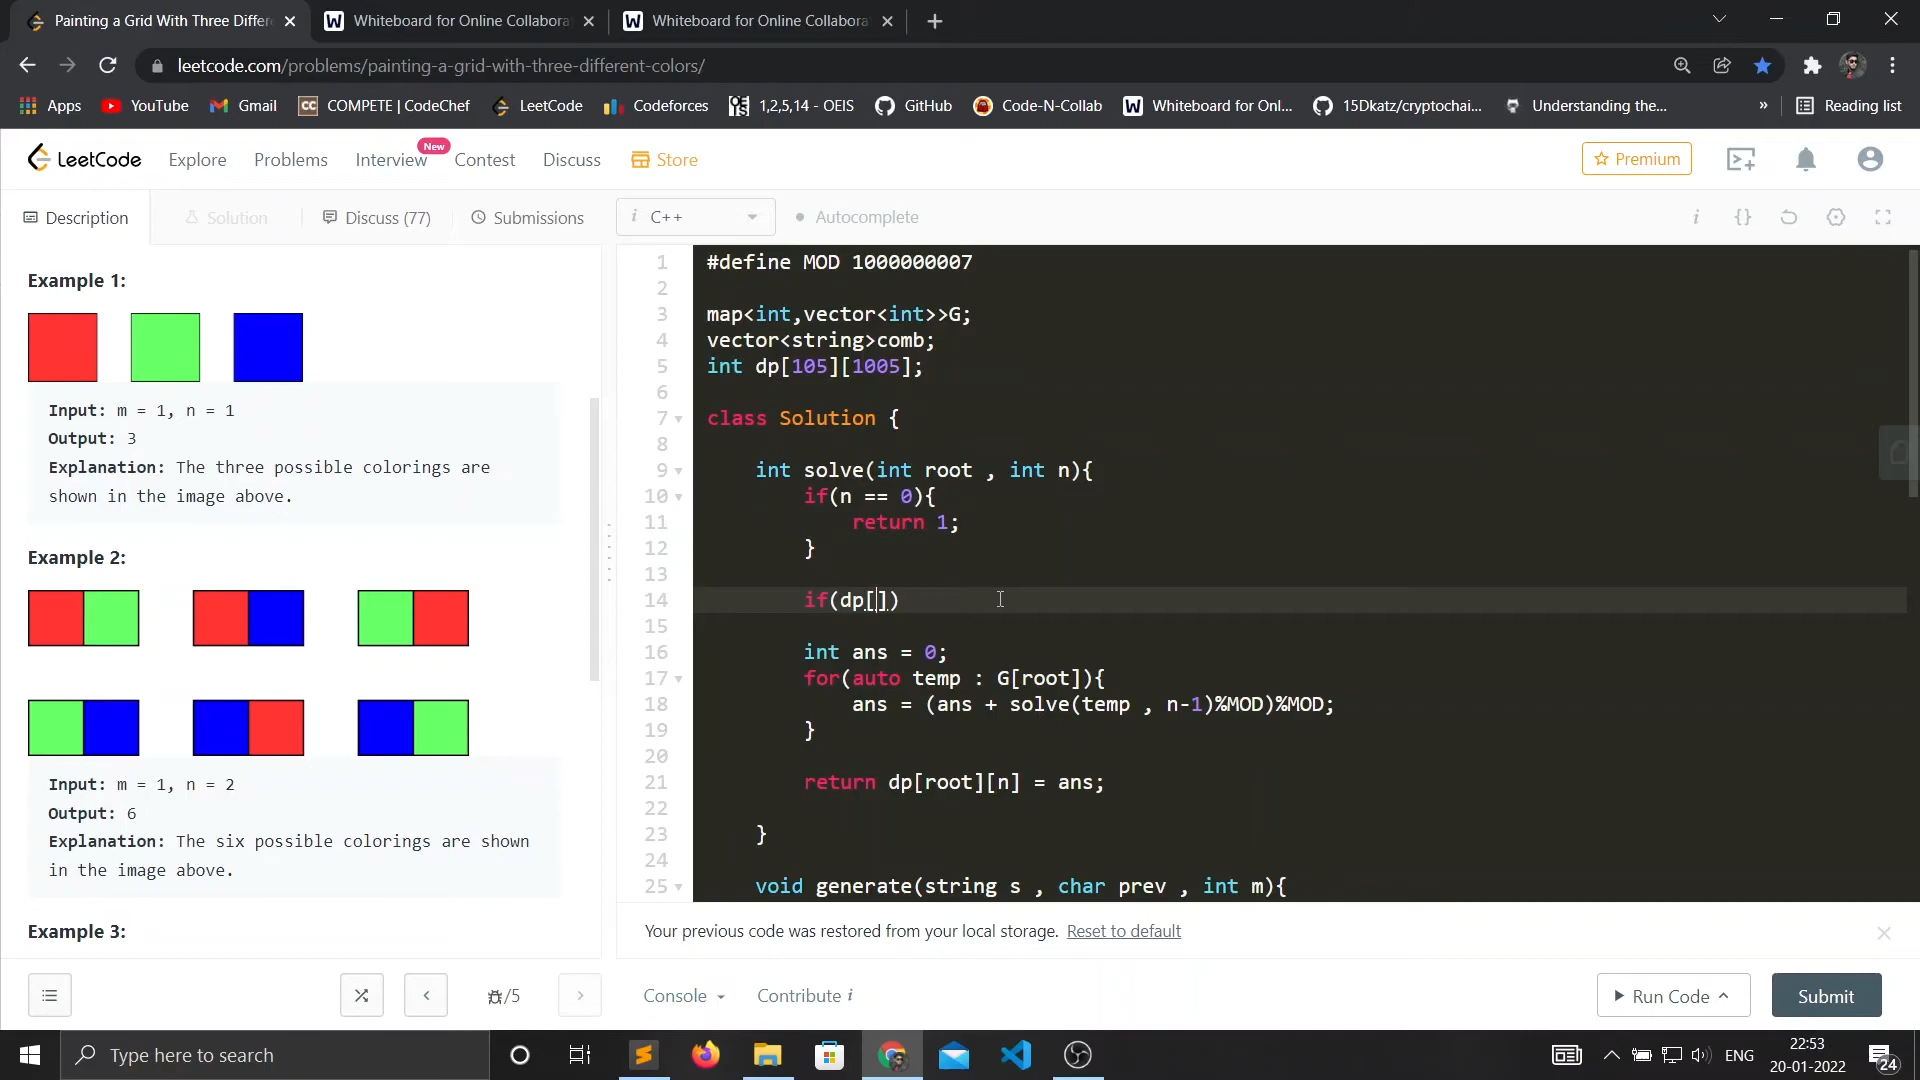 Painting a Grid With Three Differ
Whiteboard for Online Collabora
Whiteboard for Online Collabora
leetcode.com/problems/painting-a-grid-with-three-different-colors/
Apps YouTube Gmail COMPETE | CodeChef LeetCode Codeforces 1,2,5,14 - OEIS GitHub Code-N-Collab Whiteboard for Onl... 15Dkatz/cryptochai... Understanding the... » Reading list
LeetCode Explore Problems Interview New Contest Discuss Store Premium
Description Solution Discuss (77) Submissions i C++ Autocomplete i {}
Example 1:
Input: m = 1, n = 1
Output: 3
Explanation: The three possible colorings are
shown in the image above.
Example 2:
Input: m = 1, n = 2
Output: 6
Explanation: The six possible colorings are shown
in the image above.
Example 3:
1 #define MOD 1000000007
2
3 map<int,vector<int>>G;
4 vector<string>comb;
5 int dp[105][1005];
6
7 class Solution {
8
9 int solve(int root , int n){
10 if(n == 0){
11 return 1;
12 }
13
14 if(dp[])
15
16 int ans = 0;
17 for(auto temp : G[root]){
18 ans = (ans + solve(temp , n-1)%MOD)%MOD;
19 }
20
21 return dp[root][n] = ans;
22
23 }
24
25 void generate(string s , char prev , int m){
Your previous code was restored from your local storage. Reset to default
/5 Console Contribute i Run Code Submit
Type here to search
ENG
22:53
20-01-2022
24